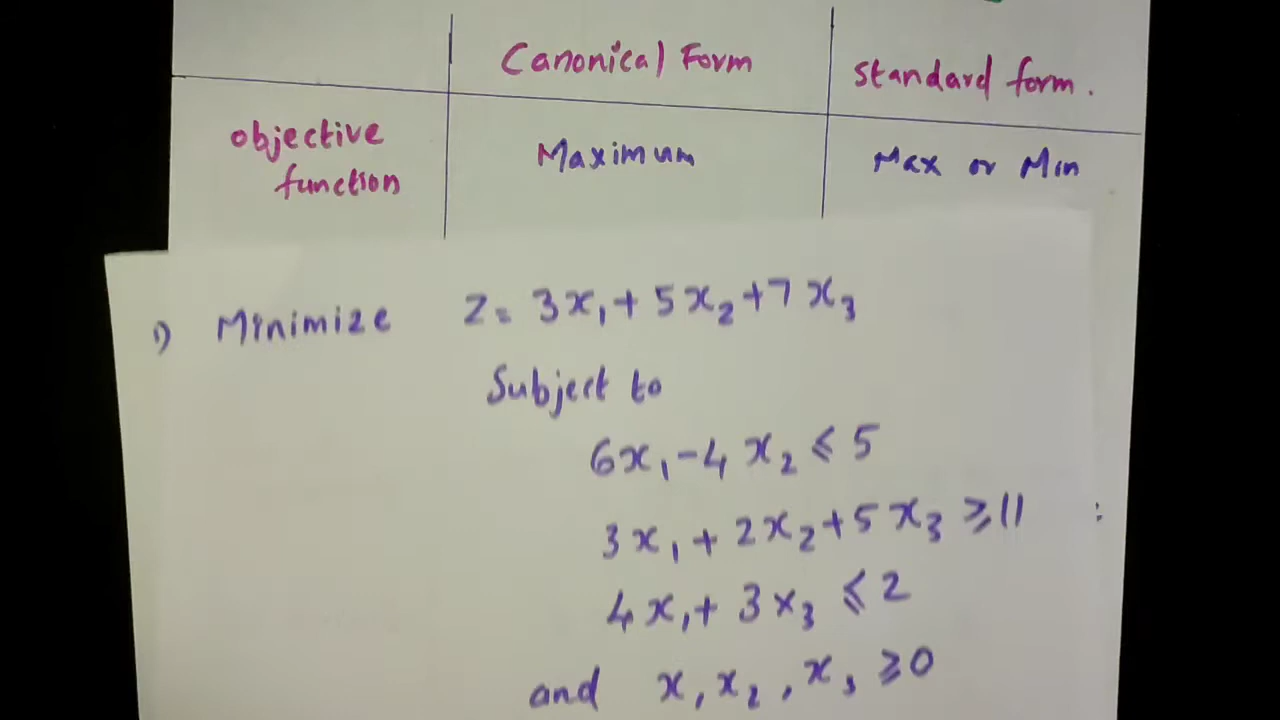 Canonical Form standard form.
objective function Maximum Max or Min
1) Minimize Z = 3x₁ + 5x₂ + 7x₃
Subject to
6x₁ - 4x₂ ≤ 5
3x₁ + 2x₂ + 5x₃ ≥ 11 :
4x₁ + 3x₃ ≤ 2
and x₁ x₂ , x₃ ≥ 0